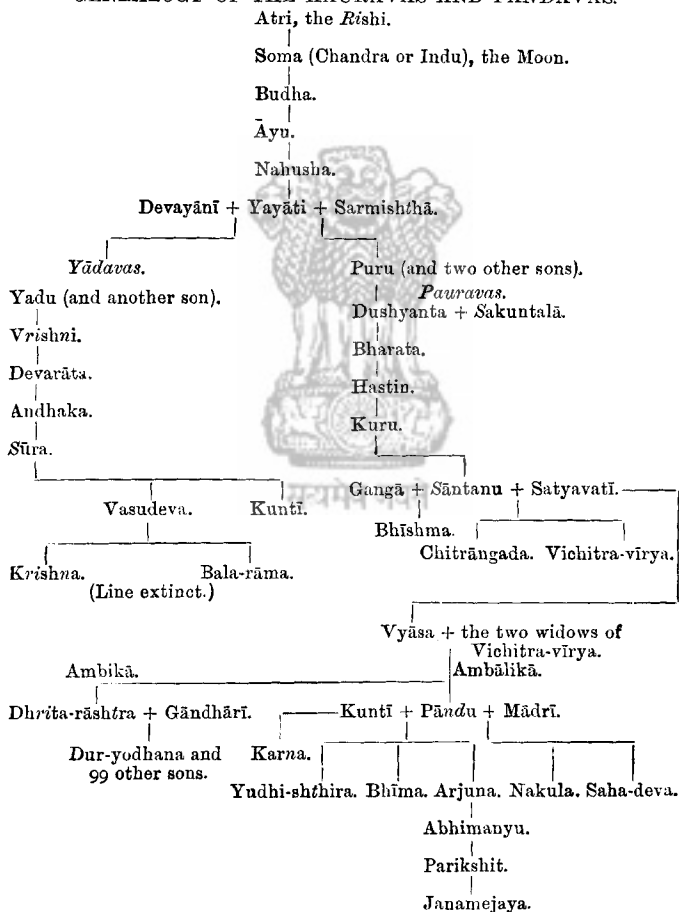 GENEALOGY OF THE KAURAVAS AND PANDAVAS.
Atri, the Rishi.
Soma (Chandra or Indu), the Moon.
Budha.
Āyu.
Nahusha.
Devayānī + Yayāti + Sarmishthā.
Yādavas.
Puru (and two other sons).
Yadu (and another son).
Pauravas.
Dushyanta + Sakuntalā.
Vrishni.
Bharata.
Devarāta.
Hastin.
Andhaka.
Kuru.
Sūra.
Gangā + Sāntanu + Satyavatī.
Vasudeva. Kuntī.
Bhīshma.
Chitrāngada. Vichitra-vīrya.
Krishna. Bala-rāma.
(Line extinct.)
Vyāsa + the two widows of
Vichitra-vīrya.
Ambikā. Ambālikā.
Dhrita-rāshtra + Gāndhārī. Kuntī + Pāndu + Mādrī.
Dur-yodhana and
99 other sons.
Karna.
Yudhi-shthira. Bhīma. Arjuna. Nakula. Saha-deva.
Abhimanyu.
Parikshit.
Janamejaya.
सत्यमेव जयते